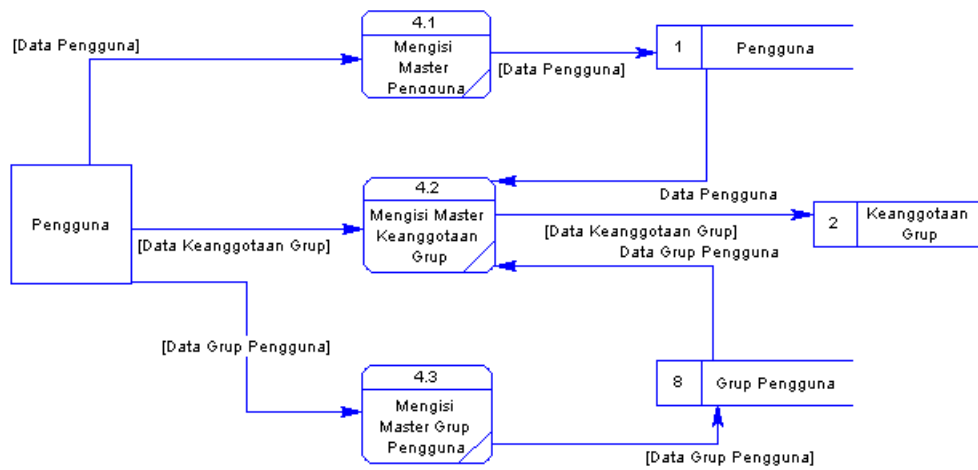 4.1
[Data Pengguna]
Mengisi
Master
Pengguna
[Data Pengguna]
1
Pengguna
Pengguna
4.2
Mengisi Master
Keanggotaan
Grup
Data Pengguna
[Data Keanggotaan Grup]
[Data Keanggotaan Grup]
2
Keanggotaan
Grup
Data Grup Pengguna
[Data Grup Pengguna]
4.3
Mengisi
Master Grup
Pengguna
8
Grup Pengguna
[Data Grup Pengguna]